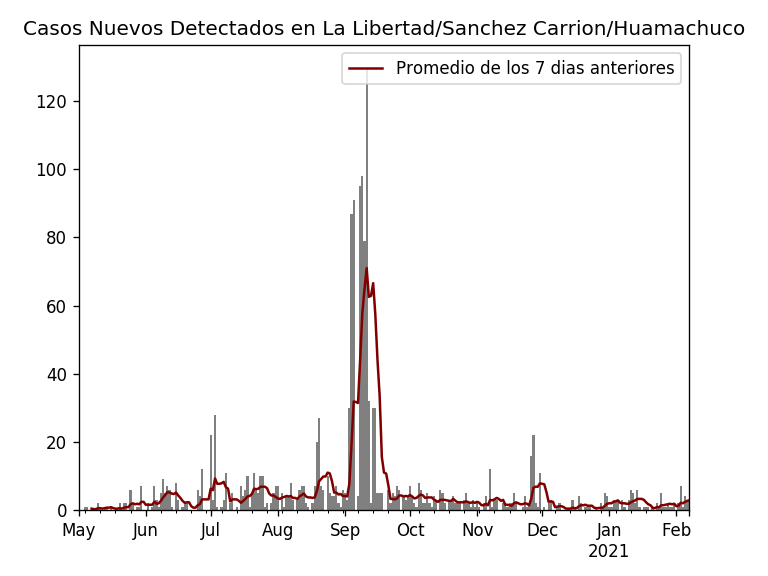 Casos Nuevos Detectados en La Libertad/Sanchez Carrion/Huamachuco
Promedio de los 7 dias anteriores
120
100
80
60
40
20
0
May Jun Jul Aug Sep Oct Nov Dec Jan Feb
2021